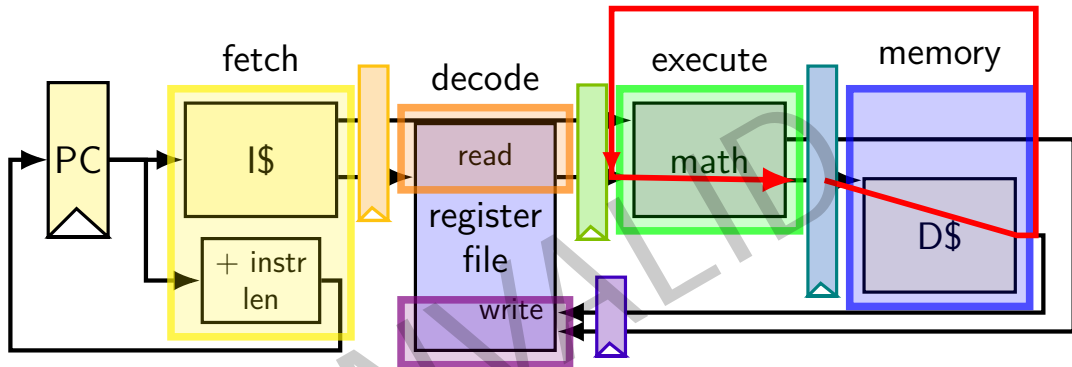 fetch
decode
execute
memory
PC
I$
read
math
register
file
D$
+ instr
len
write
INVALID